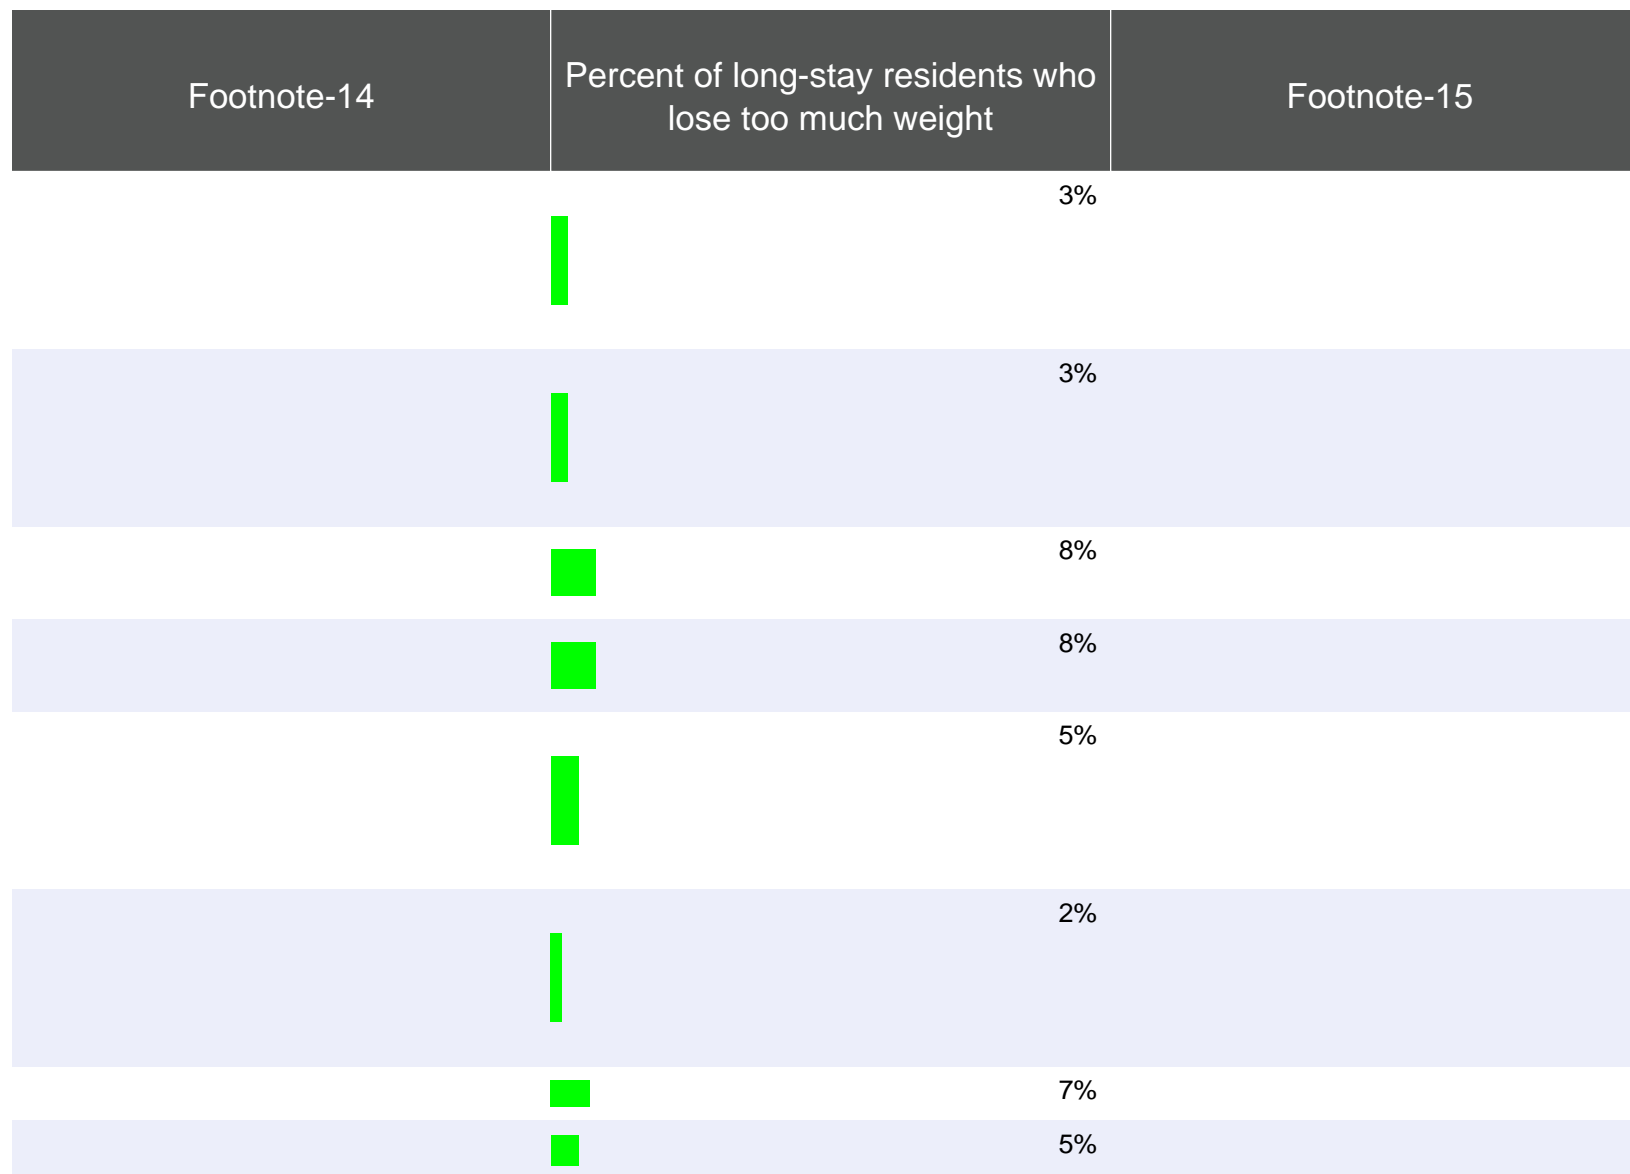 Footnote-14
Percent of long-stay residents who
lose too much weight
Footnote-15
3%
3%
8%
8%
5%
2%
7%
5%